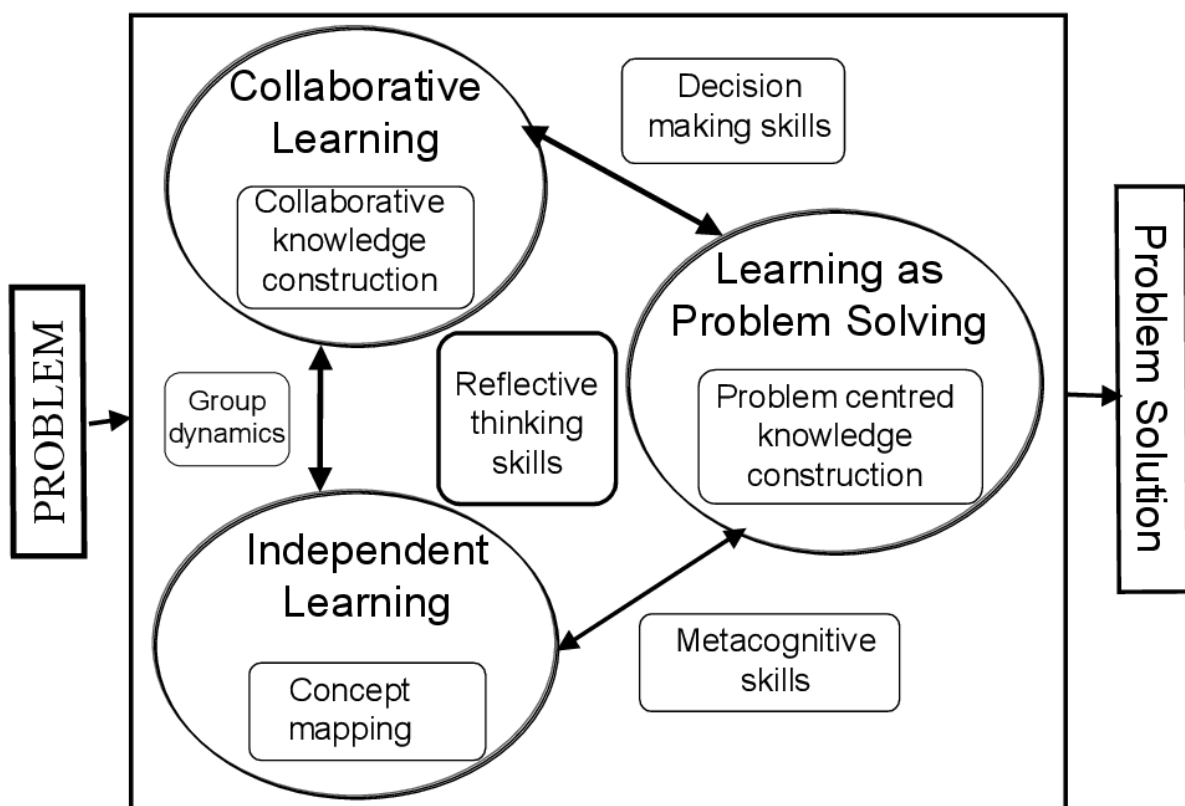 PROBLEM
Collaborative
Learning
Collaborative
knowledge
construction
Decision
making skills
Learning as
Problem Solving
Problem centred
knowledge
construction
Group
dynamics
Reflective
thinking
skills
Independent
Learning
Concept
mapping
Metacognitive
skills
Problem Solution